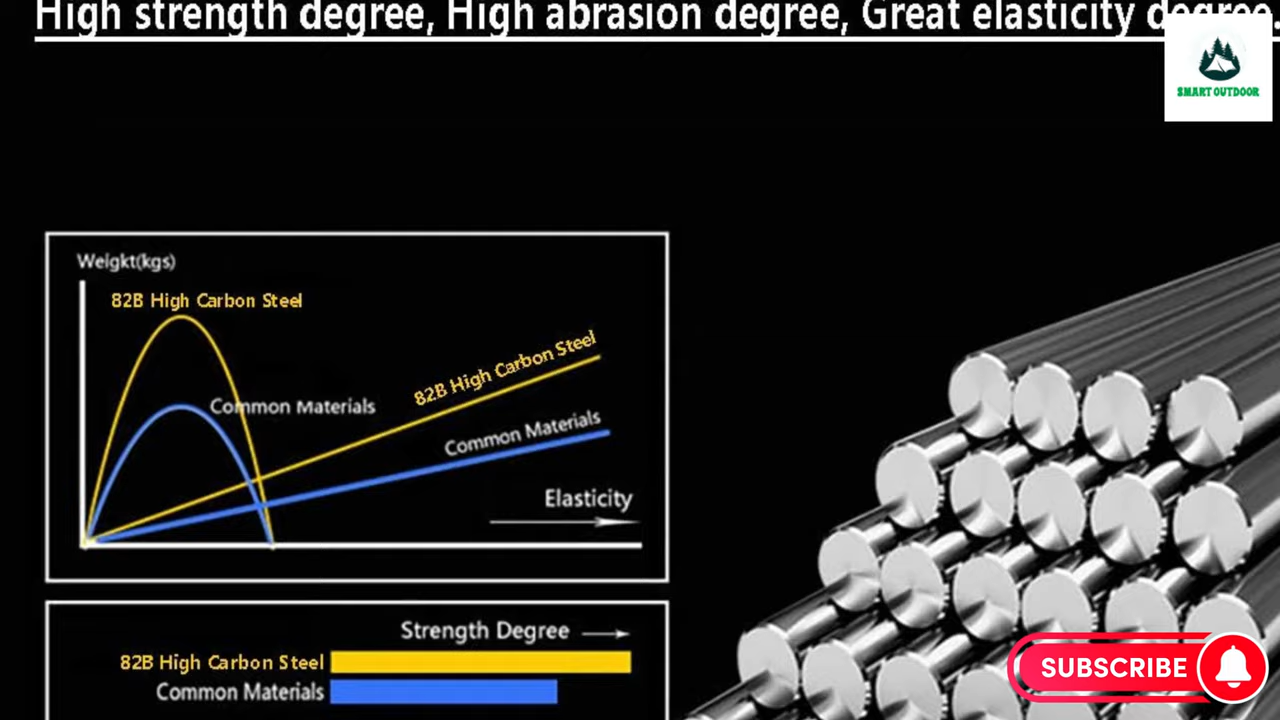 High strength degree, High abrasion degree, Great elasticity degree.
SMART OUTDOOR
Weigkt(kgs)
82B High Carbon Steel
82B High Carbon Steel
Common Materials
Common Materials
Elasticity
Strength Degree
82B High Carbon Steel
Common Materials
SUBSCRIBE